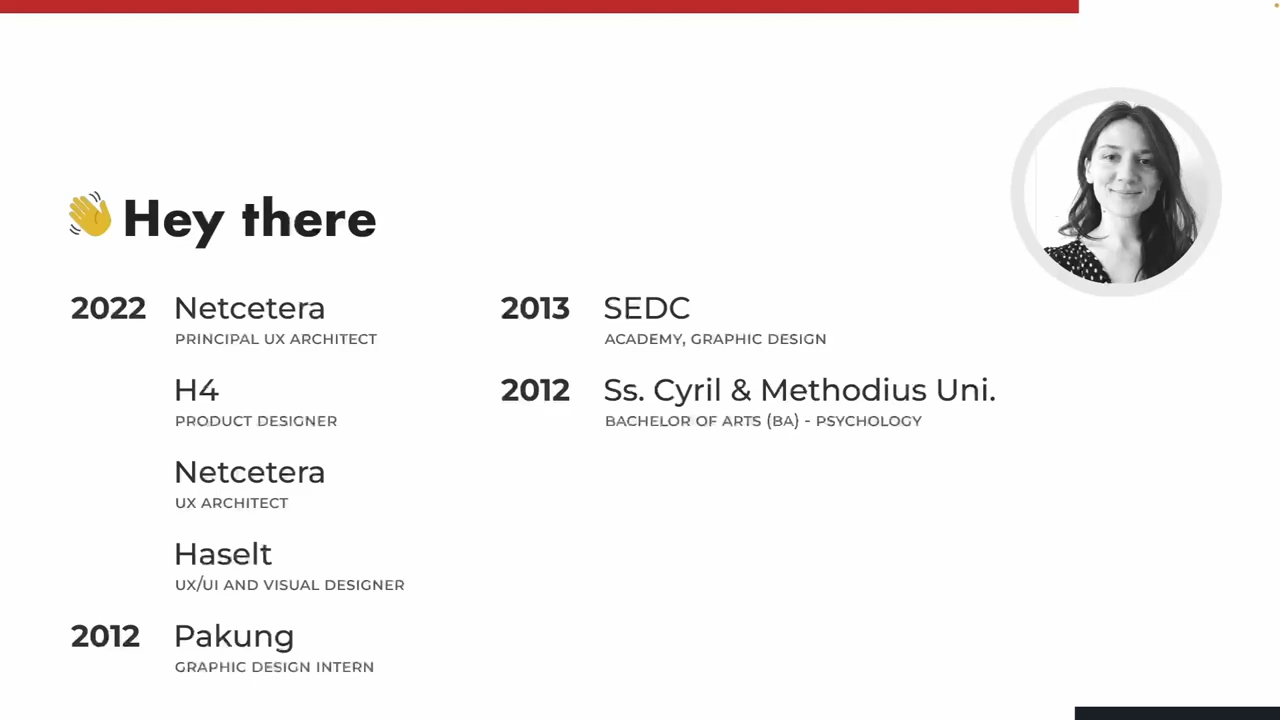 👋 Hey there
2022 Netcetera
PRINCIPAL UX ARCHITECT
H4
PRODUCT DESIGNER
Netcetera
UX ARCHITECT
Haselt
UX/UI AND VISUAL DESIGNER
2012 Pakung
GRAPHIC DESIGN INTERN
2013 SEDC
ACADEMY, GRAPHIC DESIGN
2012 Ss. Cyril & Methodius Uni.
BACHELOR OF ARTS (BA) - PSYCHOLOGY